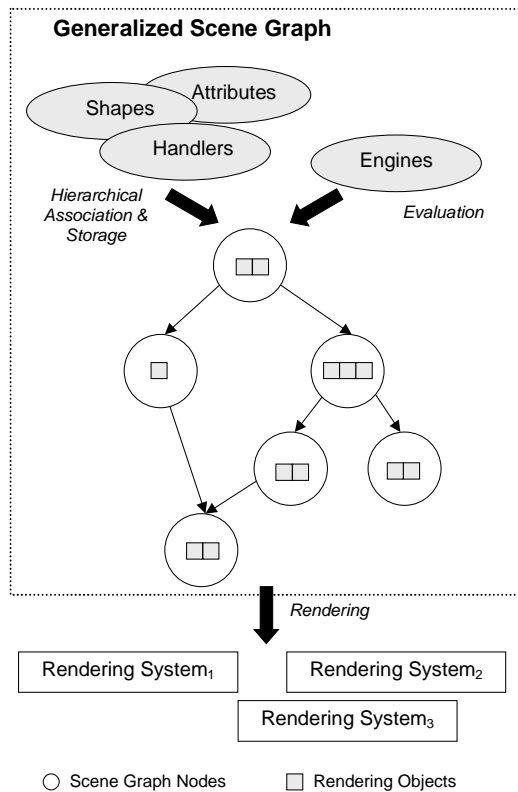 Generalized Scene Graph
Attributes
Shapes
Handlers
Engines
Hierarchical
Association &
Storage
Evaluation
Rendering
Rendering System₁
Rendering System₂
Rendering System₃
Scene Graph Nodes
Rendering Objects